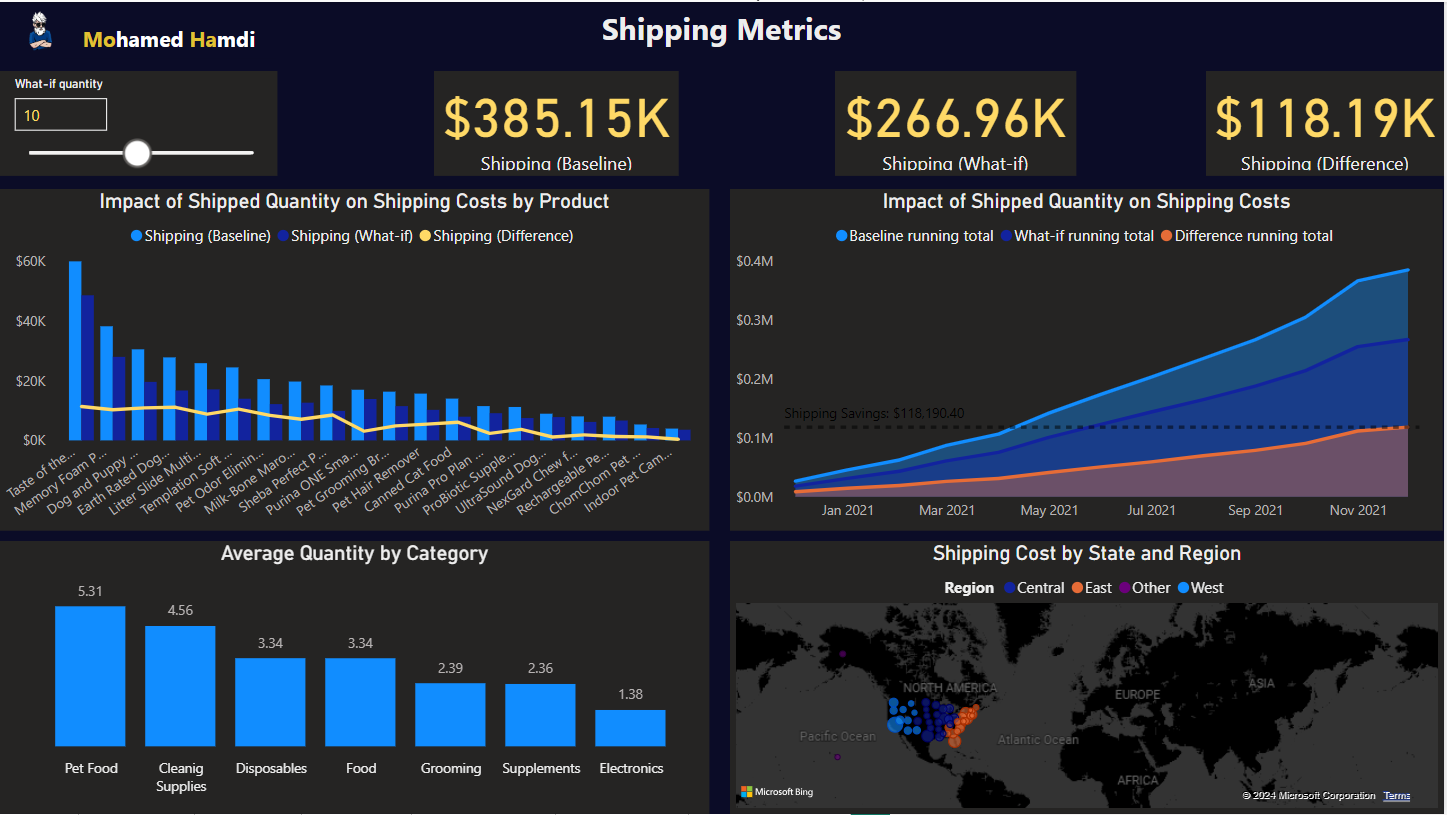 Shipping Metrics
Mohamed Hamdi
What-if quantity
10
$385.15K
Shipping (Baseline)
$266.96K
Shipping (What-if)
$118.19K
Shipping (Difference)
Impact of Shipped Quantity on Shipping Costs by Product
Shipping (Baseline) Shipping (What-if) Shipping (Difference)
$60K
$40K
$20K
$0K
Taste of the...
Memory Foam P...
Dog and Puppy ...
Earth Rated Dog...
Litter Slide Multi...
Templation Soft ...
Pet Odor Elimin...
Milk-Bone Maro...
Sheba Perfect P...
Purina ONE Sma...
Pet Grooming Br...
Pet Hair Remover
Canned Cat Food
Purina Pro Plan ...
ProBiotic Supple...
UltraSound Dog...
NexGard Chew f...
Rechargeable Pe...
ChomChom Pet ...
Indoor Pet Cam...
Impact of Shipped Quantity on Shipping Costs
Baseline running total What-if running total Difference running total
$0.4M
$0.3M
$0.2M
Shipping Savings: $118,190.40
$0.1M
$0.0M
Jan 2021 Mar 2021 May 2021 Jul 2021 Sep 2021 Nov 2021
Average Quantity by Category
5.31
4.56
3.34
3.34
2.39
2.36
1.38
Pet Food
Cleanig
Supplies
Disposables
Food
Grooming
Supplements
Electronics
Shipping Cost by State and Region
Region Central East Other West
NORTH AMERICA
EUROPE
ASIA
Pacific Ocean
Atlantic Ocean
AFRICA
Microsoft Bing
© 2024 Microsoft Corporation Terms